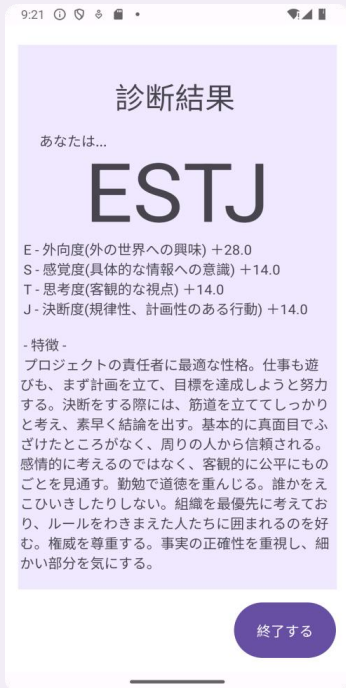 9:21
診断結果
あなたは...
ESTJ
E - 外向度(外の世界への興味) ＋28.0
S - 感覚度(具体的な情報への意識) ＋14.0
T - 思考度(客観的な視点) ＋14.0
J - 決断度(規律性、計画性のある行動) ＋14.0
- 特徴 -
プロジェクトの責任者に最適な性格。仕事も遊
びも、まず計画を立て、目標を達成しようと努力
する。決断をする際には、筋道を立ててしっかり
と考え、素早く結論を出す。基本的に真面目でふ
ざけたところがなく、周りの人から信頼される。
感情的に考えるのではなく、客観的に公平にもの
ごとを見通す。勤勉で道徳を重んじる。誰かをえ
こひいきしたりしない。組織を最優先に考えてお
り、ルールをわきまえた人たちに囲まれるのを好
む。権威を尊重する。事実の正確性を重視し、細
かい部分を気にする。
終了する